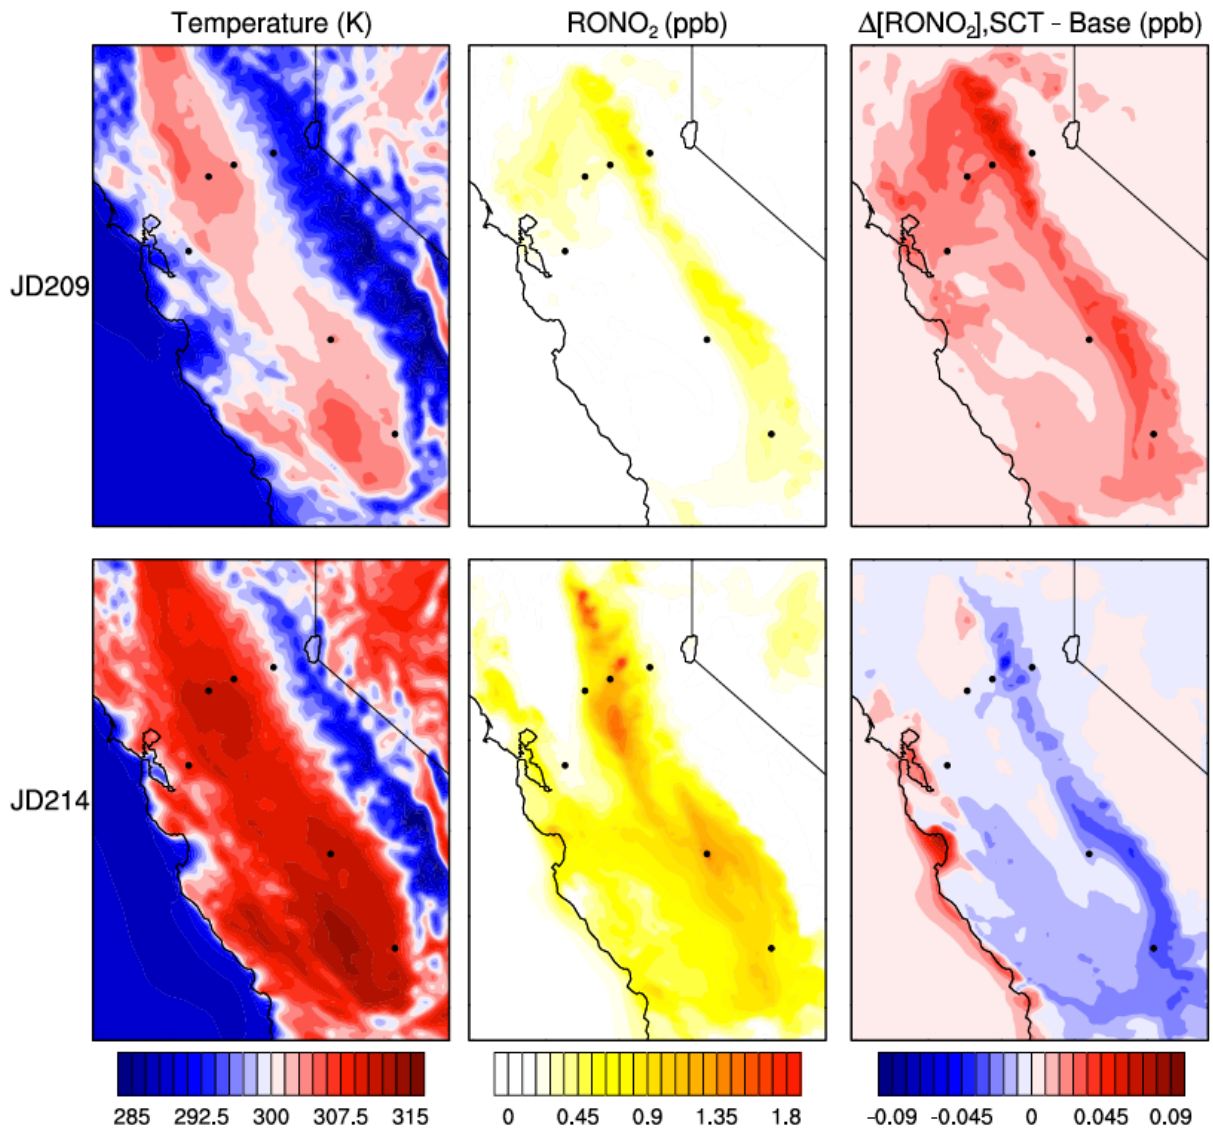 Temperature (K) RONO₂ (ppb) Δ[RONO₂],SCT − Base (ppb)
JD209
JD214
285 292.5 300 307.5 315 0 0.45 0.9 1.35 1.8 -0.09 -0.045 0 0.045 0.09